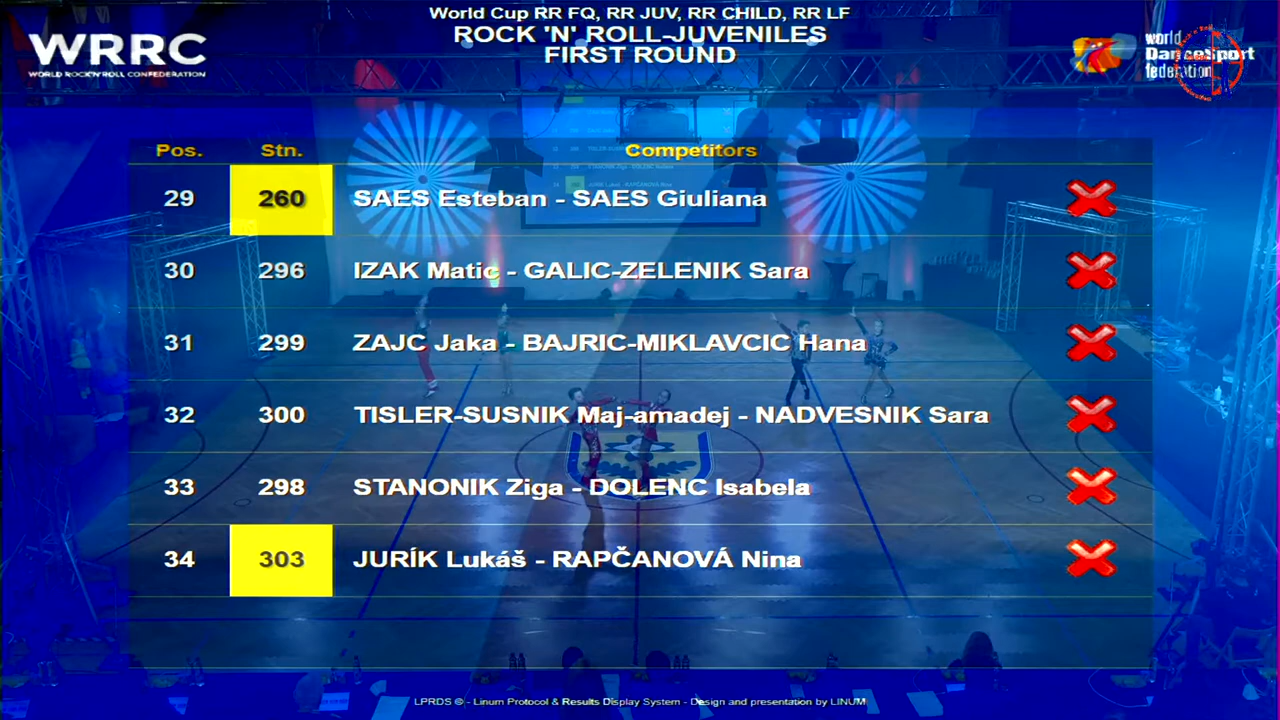 World Cup RR FQ, RR JUV, RR CHILD, RR LF
ROCK 'N' ROLL-JUVENILES
FIRST ROUND
WRRC
WORLD ROCK'N'ROLL CONFEDERATION
world
DanceSport
federation
Pos. Stn. Competitors
29 260 SAES Esteban - SAES Giuliana
30 296 IZAK Matic - GALIC-ZELENIK Sara
31 299 ZAJC Jaka - BAJRIC-MIKLAVCIC Hana
32 300 TISLER-SUSNIK Maj-amadej - NADVESNIK Sara
33 298 STANONIK Ziga - DOLENC Isabela
34 303 JURÍK Lukáš - RAPČANOVÁ Nina
LPRDS © - Linum Protocol & Results Display System - Design and presentation by LINUM